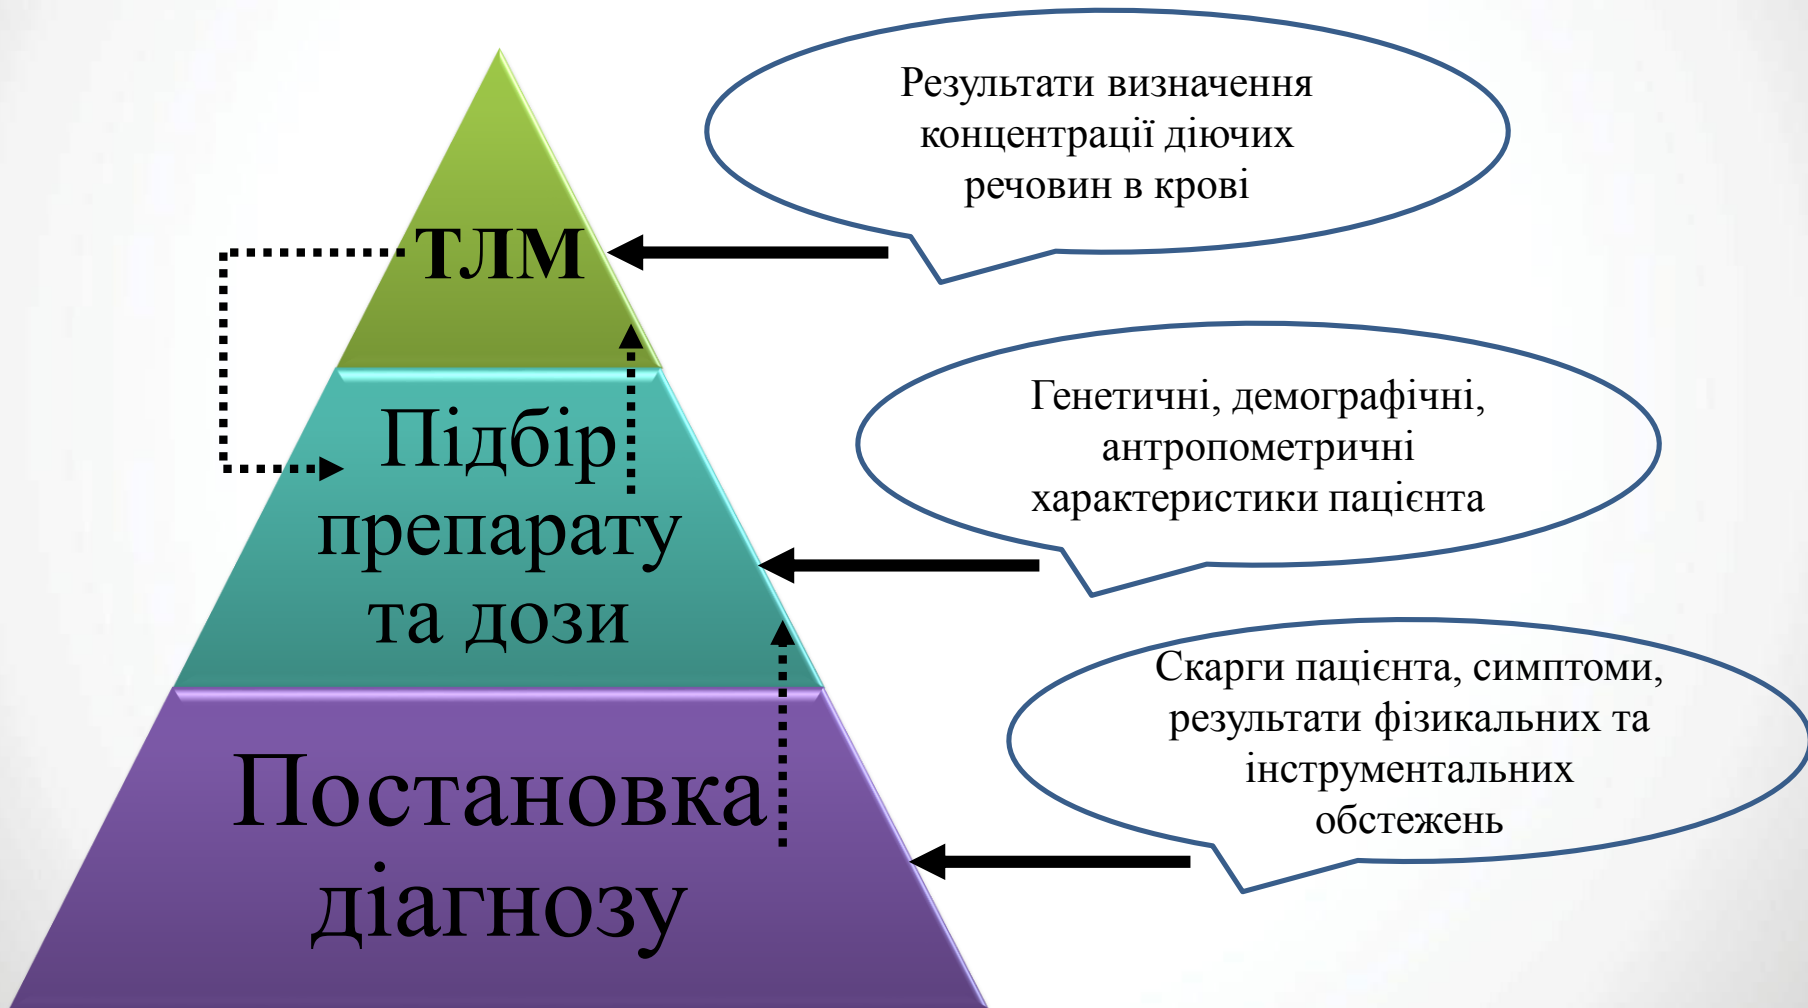 Результати визначення
концентрації діючих
речовин в крові
ТЛМ
Генетичні, демографічні,
антропометричні
характеристики пацієнта
Підбір
препарату
та дози
Скарги пацієнта, симптоми,
результати фізикальних та
інструментальних
обстежень
Постановка
діагнозу